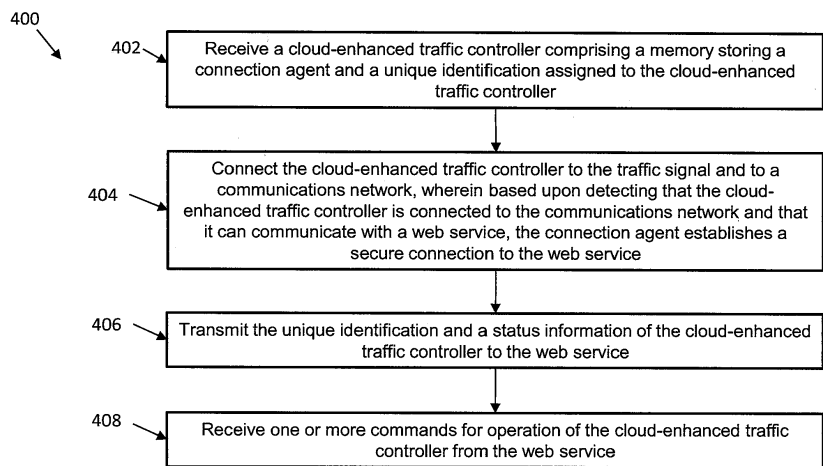 400
402
Receive a cloud-enhanced traffic controller comprising a memory storing a
connection agent and a unique identification assigned to the cloud-enhanced
traffic controller
404
Connect the cloud-enhanced traffic controller to the traffic signal and to a
communications network, wherein based upon detecting that the cloud-
enhanced traffic controller is connected to the communications network and that
it can communicate with a web service, the connection agent establishes a
secure connection to the web service
406
Transmit the unique identification and a status information of the cloud-enhanced
traffic controller to the web service
408
Receive one or more commands for operation of the cloud-enhanced traffic
controller from the web service